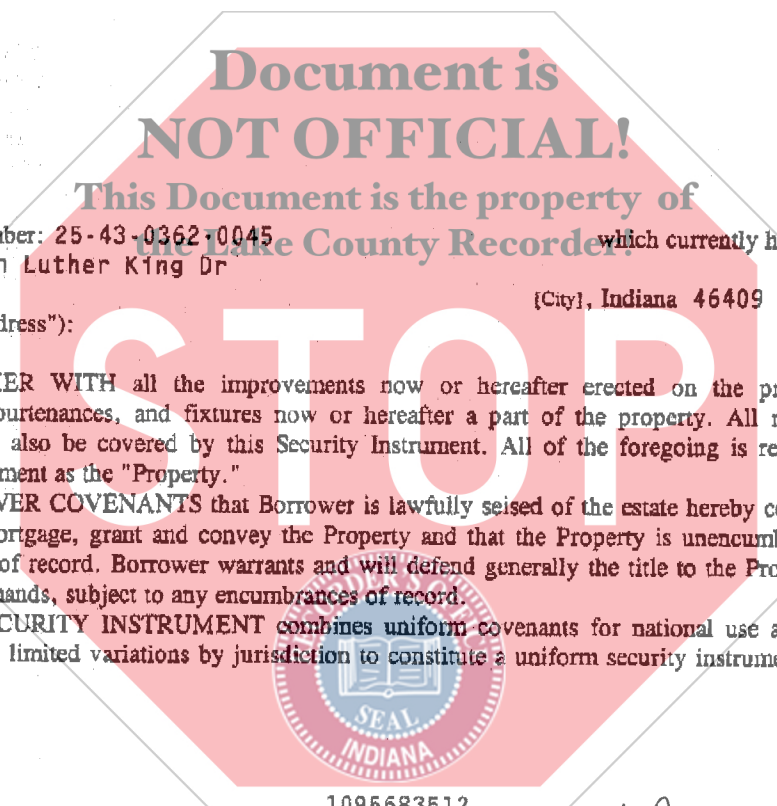 Document is
NOT OFFICIAL!
This Document is the property of
the Lake County Recorder!
ber: 25-43-0362-0045 which currently h
Luther King Dr
[City], Indiana 46409
dress"):
STOP
ER WITH all the improvements now or hereafter erected on the pr
purtenances, and fixtures now or hereafter a part of the property. All r
also be covered by this Security Instrument. All of the foregoing is re
ment as the "Property."
VER COVENANTS that Borrower is lawfully seised of the estate hereby c
ortgage, grant and convey the Property and that the Property is unencumb
of record. Borrower warrants and will defend generally the title to the Pro
ands, subject to any encumbrances of record.
CURITY INSTRUMENT combines uniform covenants for national use a
limited variations by jurisdiction to constitute a uniform security instrume
SEAL
INDIANA
1095683512